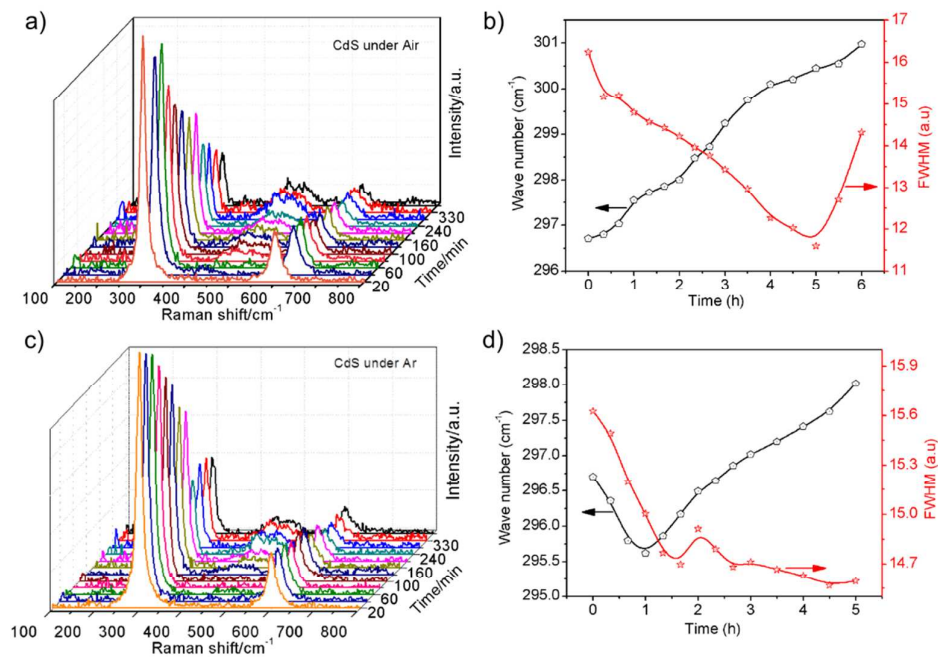 a)
CdS under Air
Intensity/a.u.
330
240
160
100
60
20
Time/min
100 200 300 400 500 600 700 800
Raman shift/cm-1
b)
301
300
299
298
297
296
Wave number (cm-1)
17
16
15
14
13
12
11
FWHM (a.u)
0 1 2 3 4 5 6
Time (h)
c)
CdS under Ar
Intensity/a.u.
330
240
160
100
60
20
Time/min
100 200 300 400 500 600 700 800
Raman shift/cm-1
d)
298.5
298.0
297.5
297.0
296.5
296.0
295.5
295.0
Wave number (cm-1)
15.9
15.6
15.3
15.0
14.7
FWHM (a.u)
0 1 2 3 4 5
Time (h)